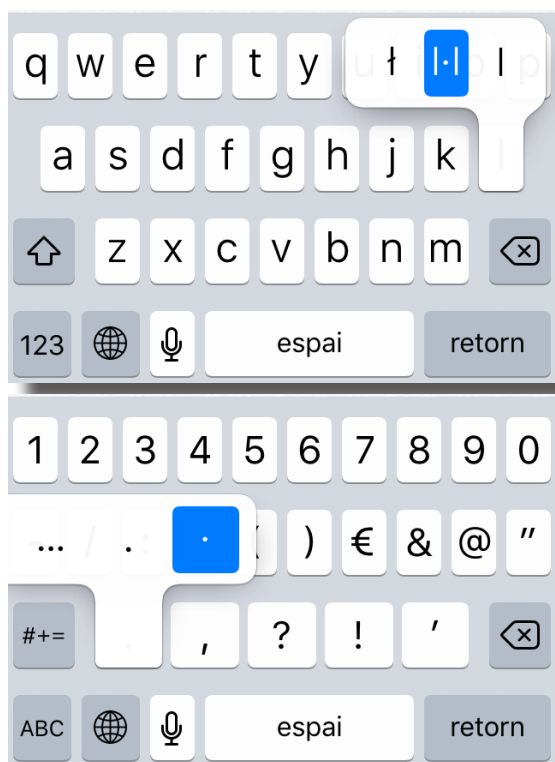 ł l·l l
q w e r t y u i o p
a s d f g h j k l
z x c v b n m
123 espai retorn
1 2 3 4 5 6 7 8 9 0
… . ·
- / : ( ) € & @ "
#+= . , ? ! ’
ABC espai retorn